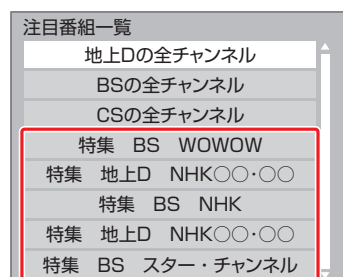 注目番組一覧
地上Dの全チャンネル
BSの全チャンネル
CSの全チャンネル
特集　BS　WOWOW
特集　地上D　NHK○○·○○
特集　BS　NHK
特集　地上D　NHK○○·○○
特集　BS　スター・チャンネル